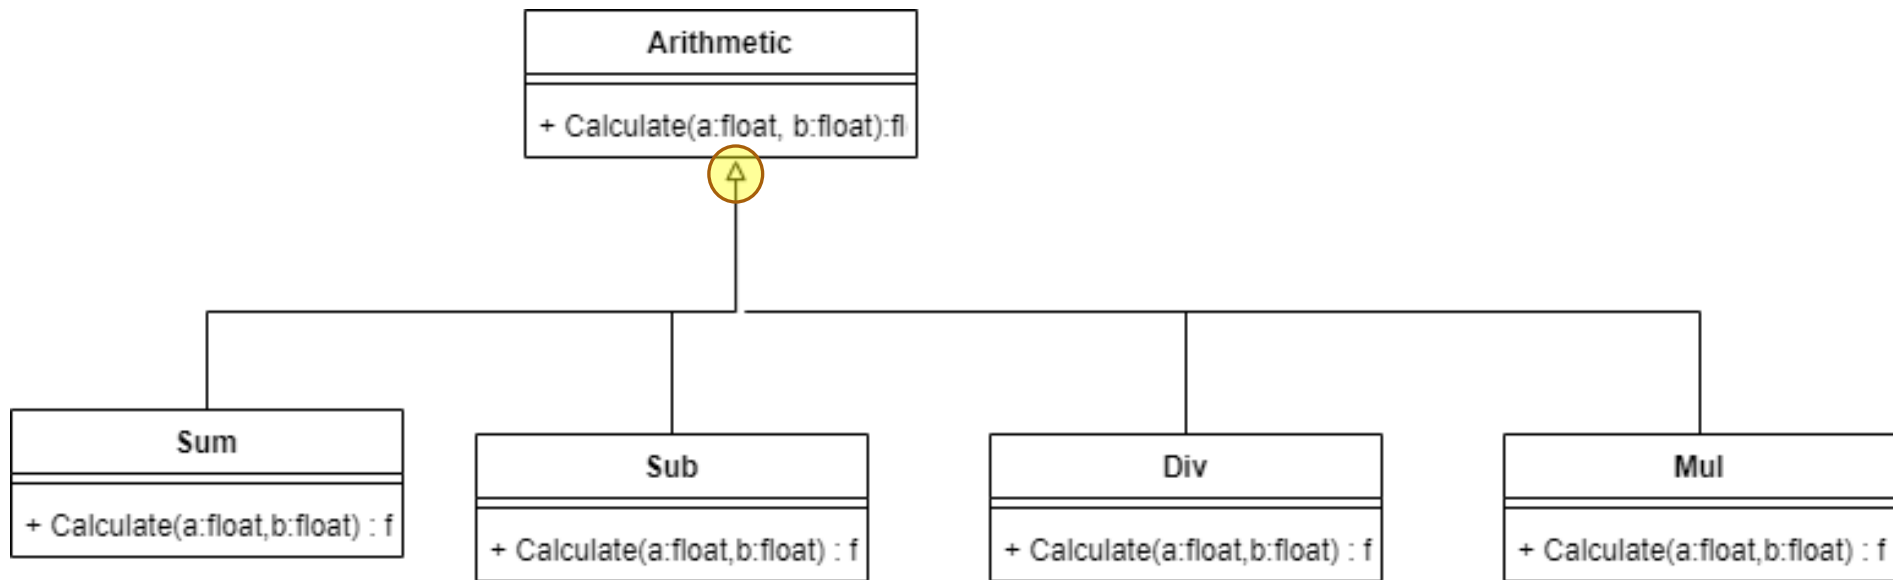 Arithmetic
+ Calculate(a:float, b:float):fl
Sum
+ Calculate(a:float,b:float) : f
Sub
+ Calculate(a:float,b:float) : f
Div
+ Calculate(a:float,b:float) : f
Mul
+ Calculate(a:float,b:float) : f